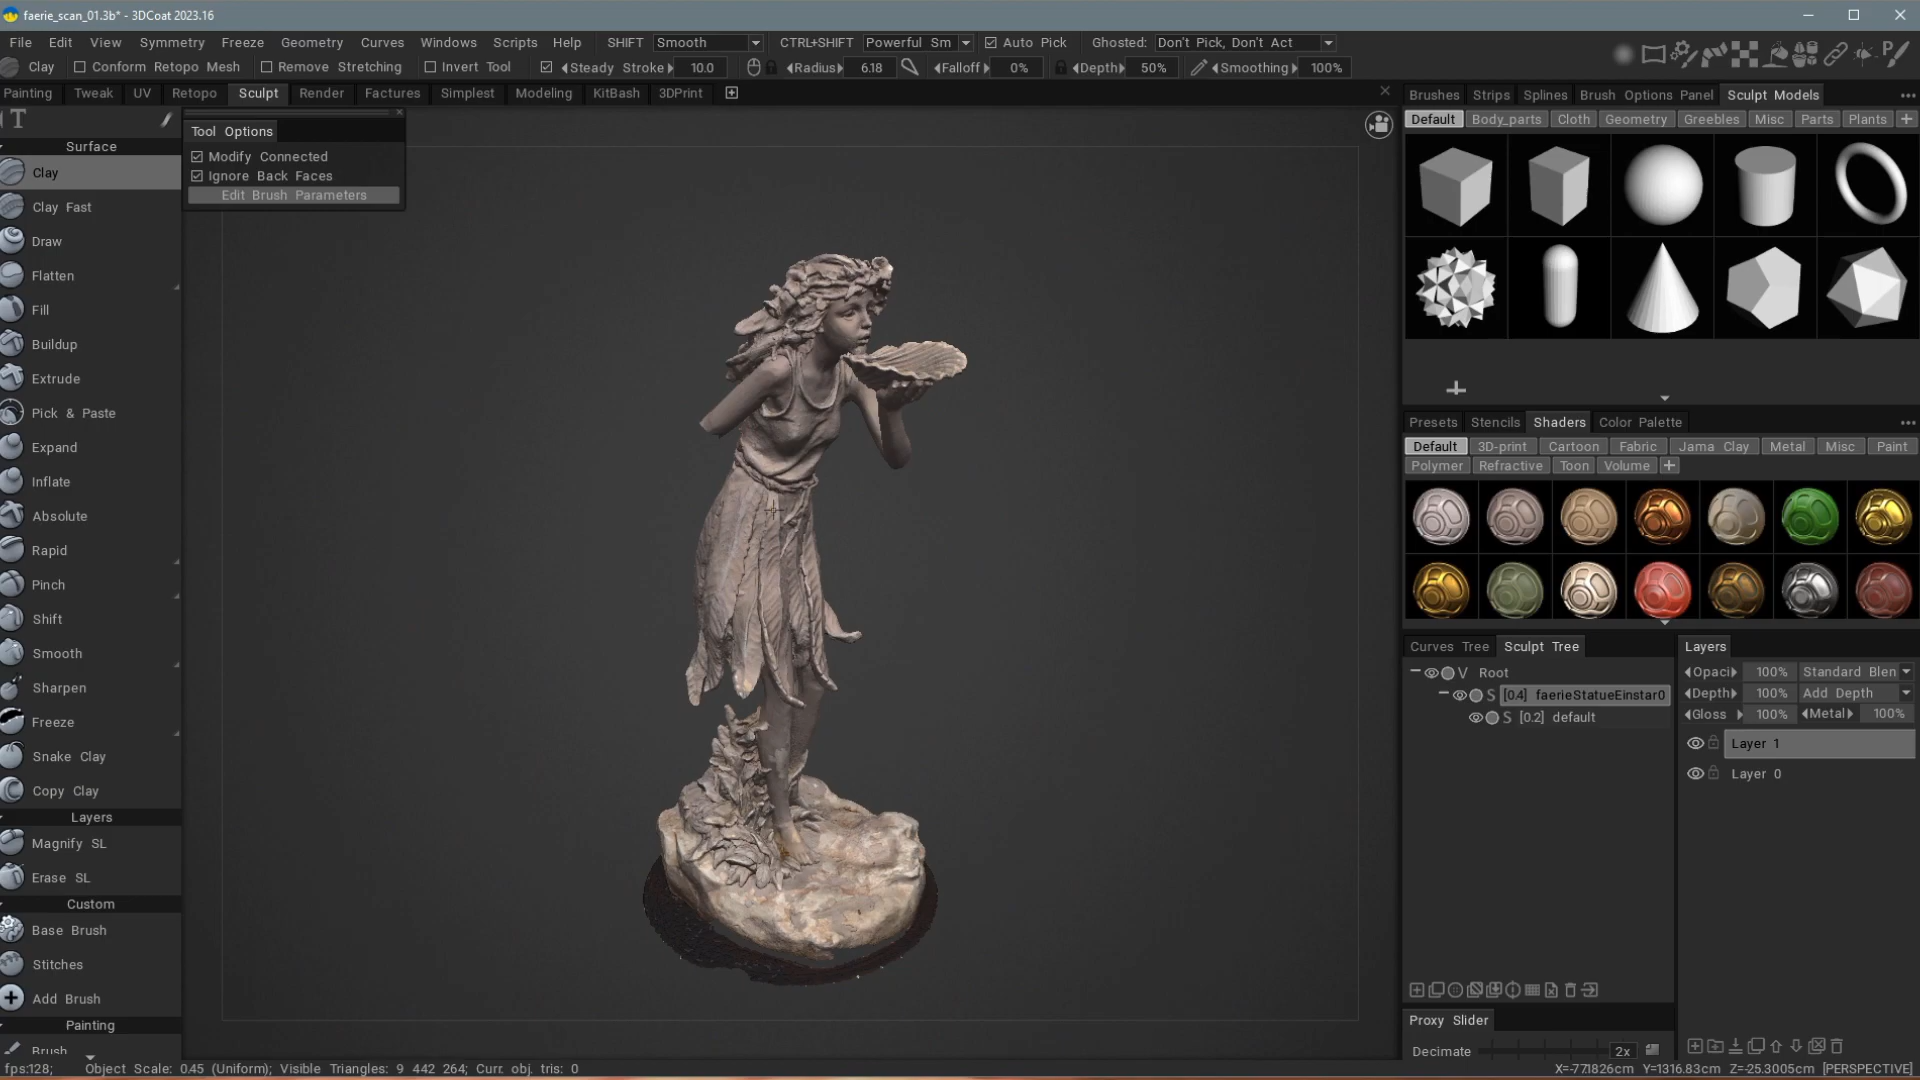 faerie_scan_01.3b* - 3DCoat 2023.16
File Edit View Symmetry Freeze Geometry Curves Windows Scripts Help SHIFT Smooth CTRL+SHIFT Powerful Sm Auto Pick Ghosted: Don't Pick, Don't Act
Clay Conform Retopo Mesh Remove Stretching Invert Tool Steady Stroke 10.0 Radius 6.18 Falloff 0% Depth 50% Smoothing 100%
Painting Tweak UV Retopo Sculpt Render Factures Simplest Modeling KitBash 3DPrint
T
Surface
Clay
Clay Fast
Draw
Flatten
Fill
Buildup
Extrude
Pick & Paste
Expand
Inflate
Absolute
Rapid
Pinch
Shift
Smooth
Sharpen
Freeze
Snake Clay
Copy Clay
Layers
Magnify SL
Erase SL
Custom
Base Brush
Stitches
Add Brush
Painting
Brush
Tool Options
Modify Connected
Ignore Back Faces
Edit Brush Parameters
Brushes Strips Splines Brush Options Panel Sculpt Models
Default Body_parts Cloth Geometry Greebles Misc Parts Plants +
Presets Stencils Shaders Color Palette
Default 3D-print Cartoon Fabric Jama Clay Metal Misc Paint
Polymer Refractive Toon Volume +
Curves Tree Sculpt Tree
V Root
S [0.4] faerieStatueEinstar0
S [0.2] default
Proxy Slider
Decimate 2x
Layers
Opaci 100% Standard Blen
Depth 100% Add Depth
Gloss 100% Metal 100%
Layer 1
Layer 0
fps:128; Object Scale: 0.45 (Uniform); Visible Triangles: 9 442 264; Curr. obj. tris: 0
X=-77.1826cm Y=1316.83cm Z=-25.3005cm [PERSPECTIVE]